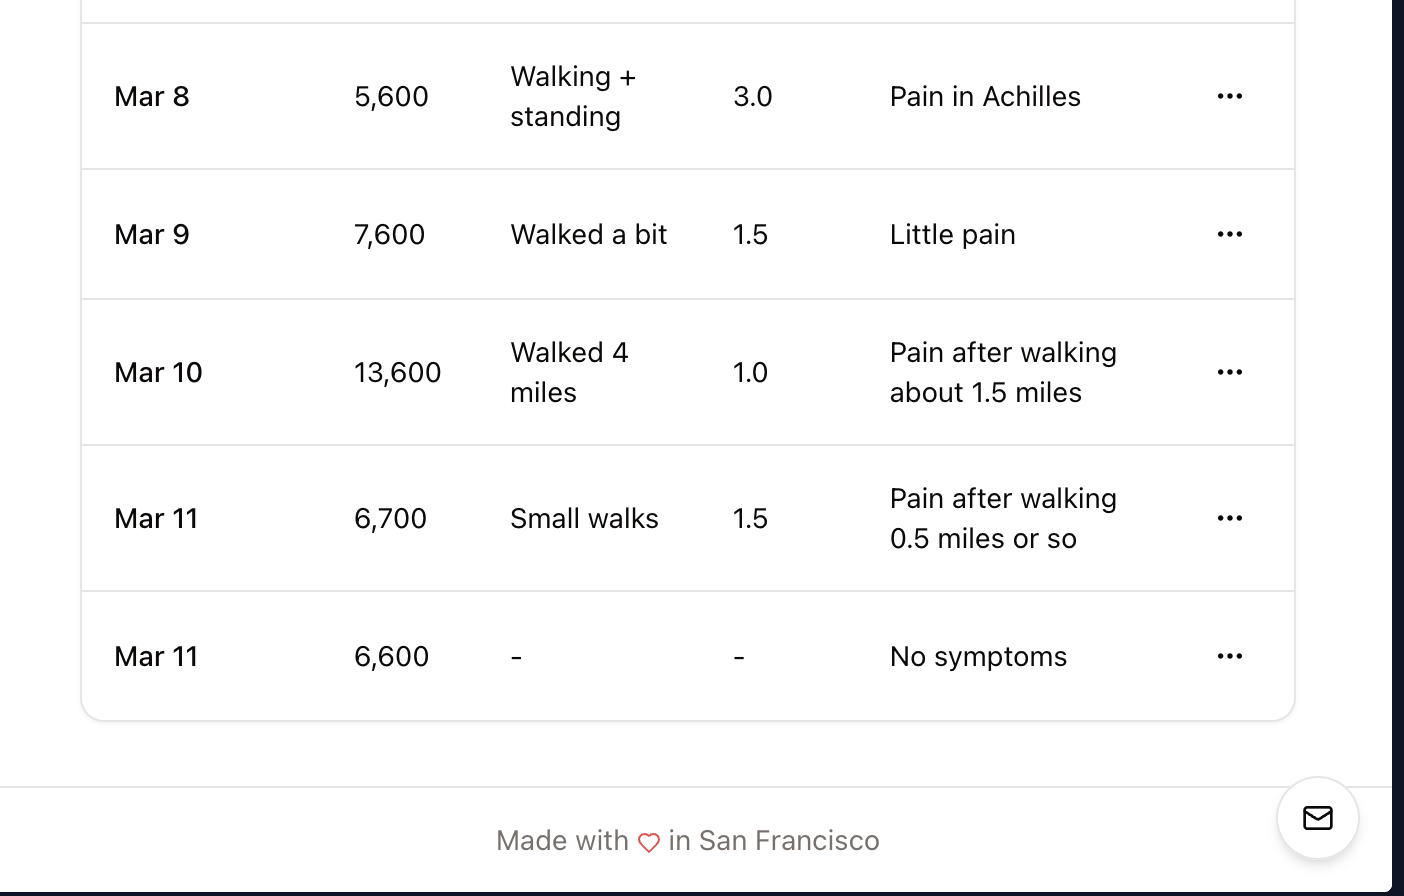 Mar 8 5,600 Walking + standing 3.0 Pain in Achilles
Mar 9 7,600 Walked a bit 1.5 Little pain
Mar 10 13,600 Walked 4 miles 1.0 Pain after walking about 1.5 miles
Mar 11 6,700 Small walks 1.5 Pain after walking 0.5 miles or so
Mar 11 6,600 - - No symptoms
Made with in San Francisco